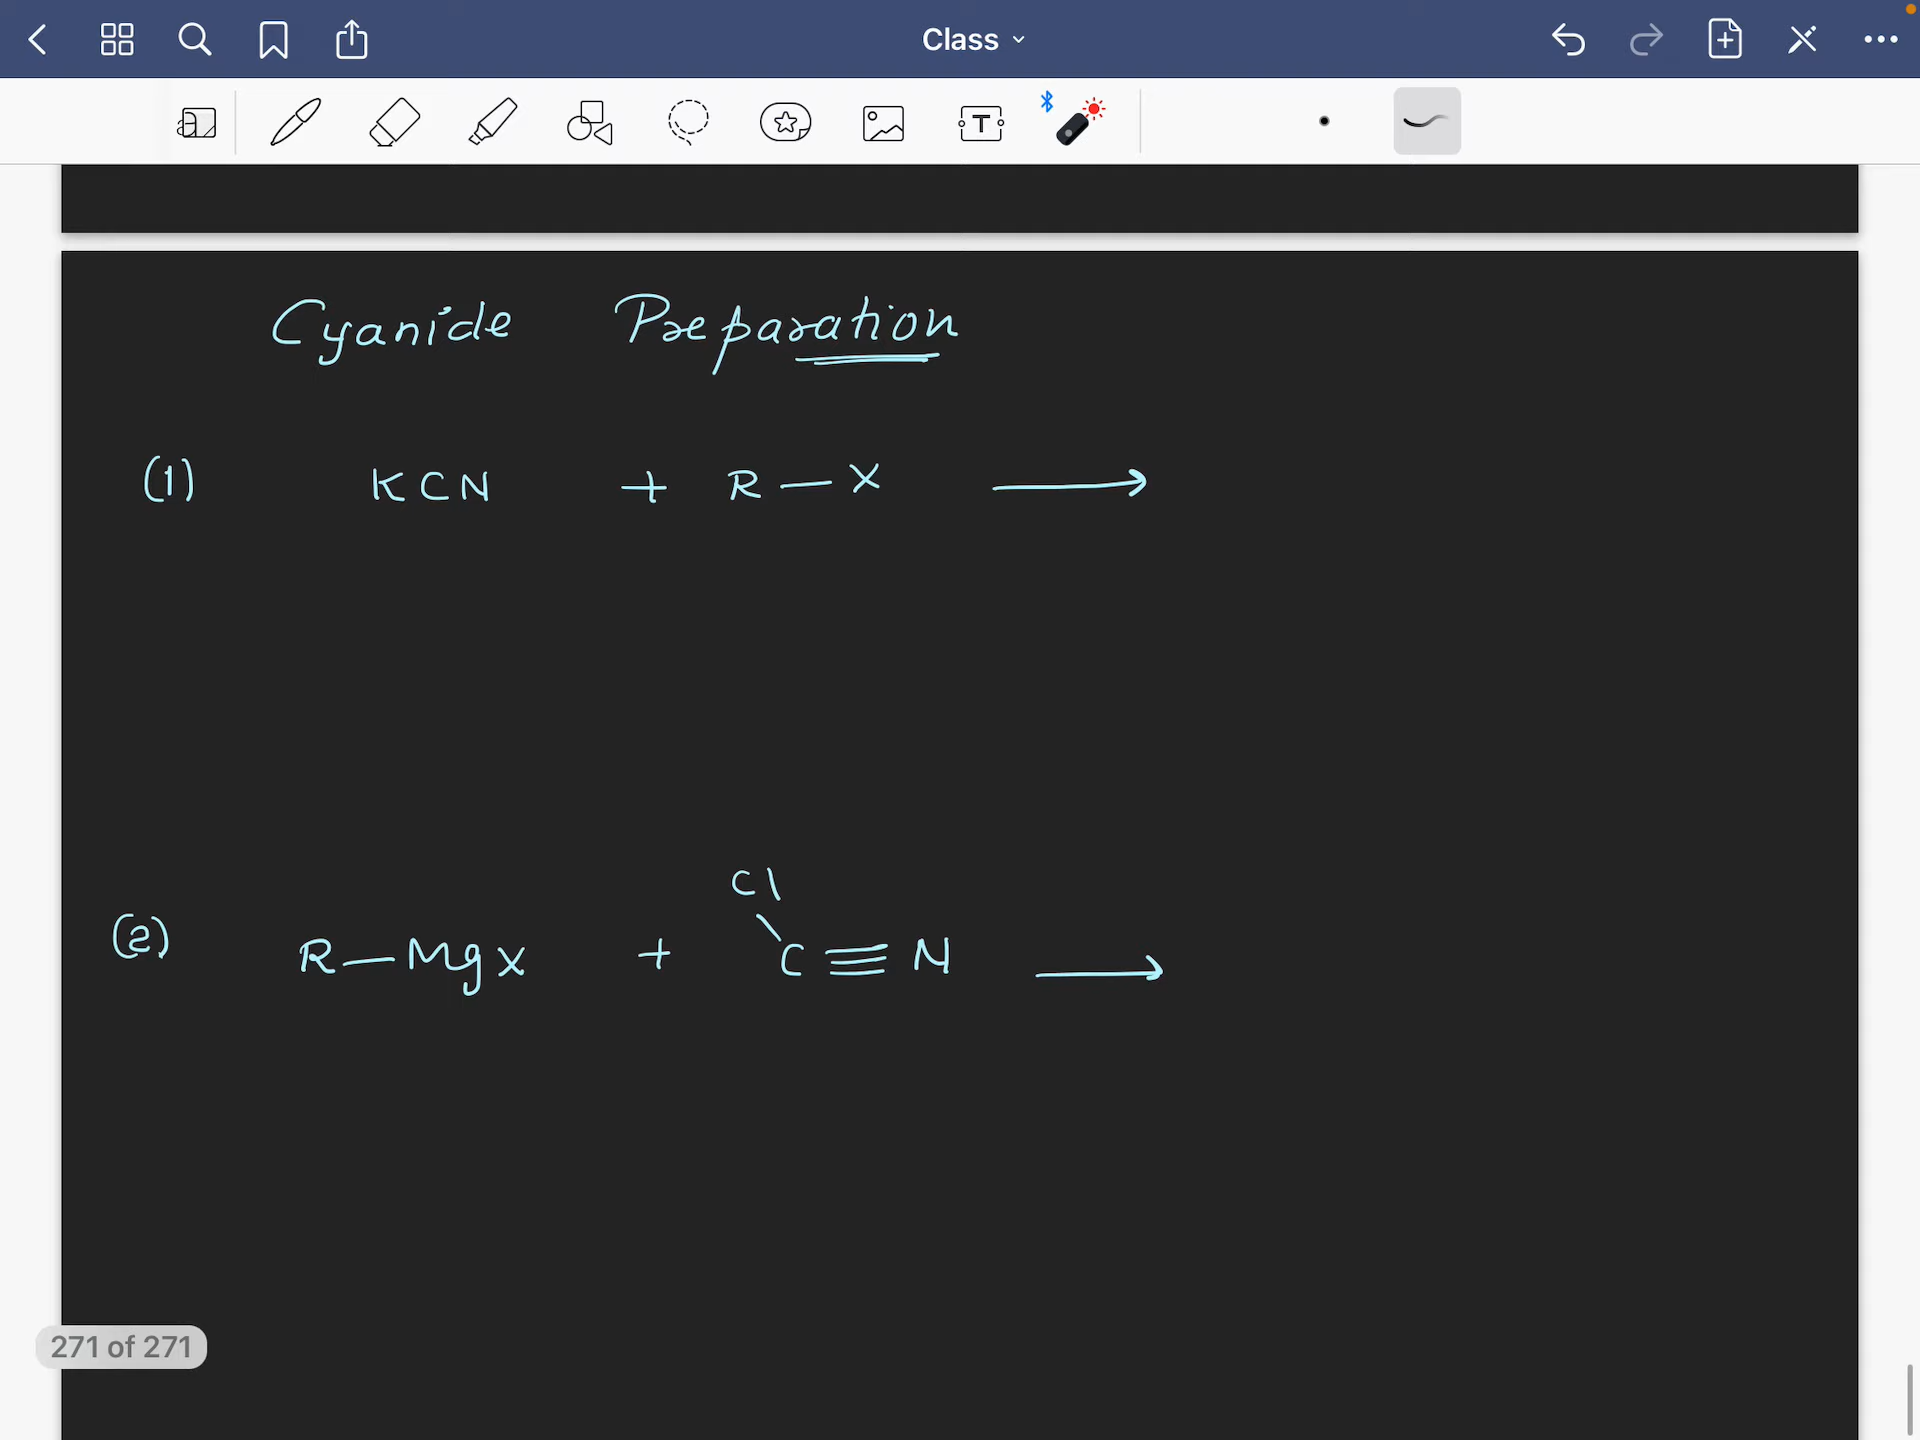 Class
T
Cyanide Preparation
(1) KCN + R — X ⟶
Cl
(2) R—Mgx + C ≡ N ⟶
271 of 271